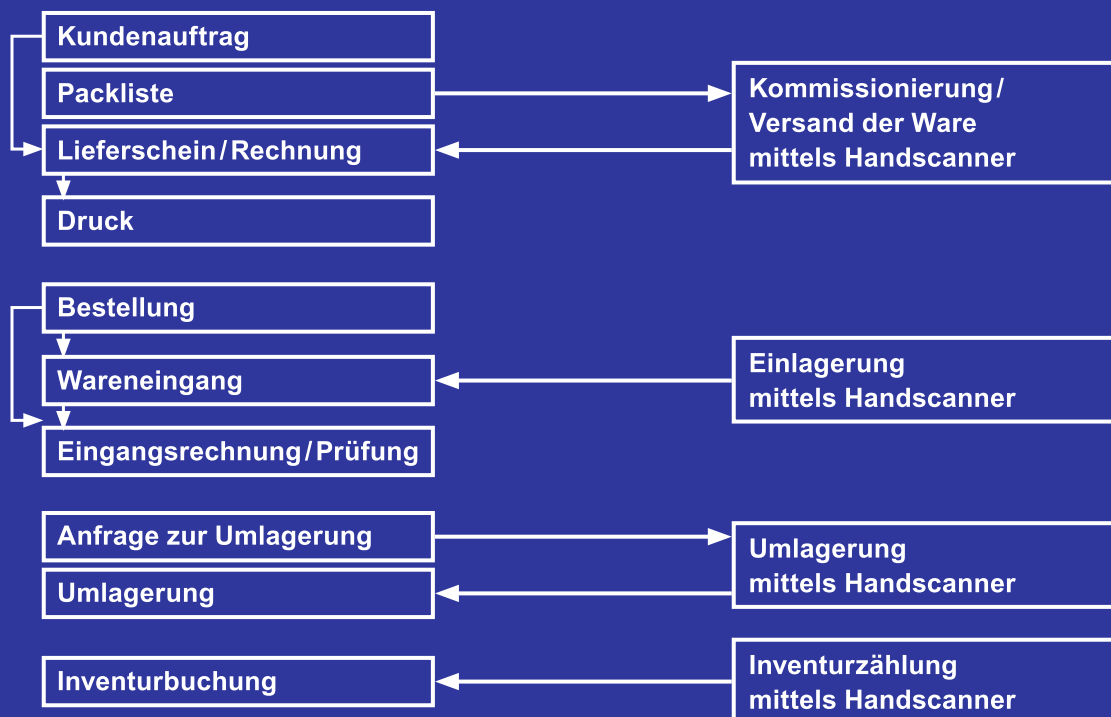 Kundenauftrag
Packliste
Lieferschein/Rechnung
Druck
Kommissionierung/
Versand der Ware
mittels Handscanner
Bestellung
Wareneingang
Eingangsrechnung/Prüfung
Einlagerung
mittels Handscanner
Anfrage zur Umlagerung
Umlagerung
Umlagerung
mittels Handscanner
Inventurbuchung
Inventurzählung
mittels Handscanner